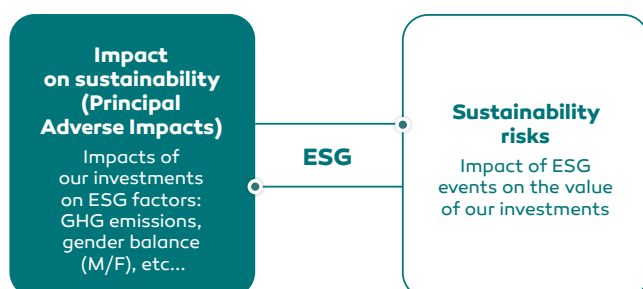 Impact
on sustainability
(Principal
Adverse Impacts)
Impacts of
our investments
on ESG factors:
GHG emissions,
gender balance
(M/F), etc...
ESG
Sustainability
risks
Impact of ESG
events on the value
of our investments